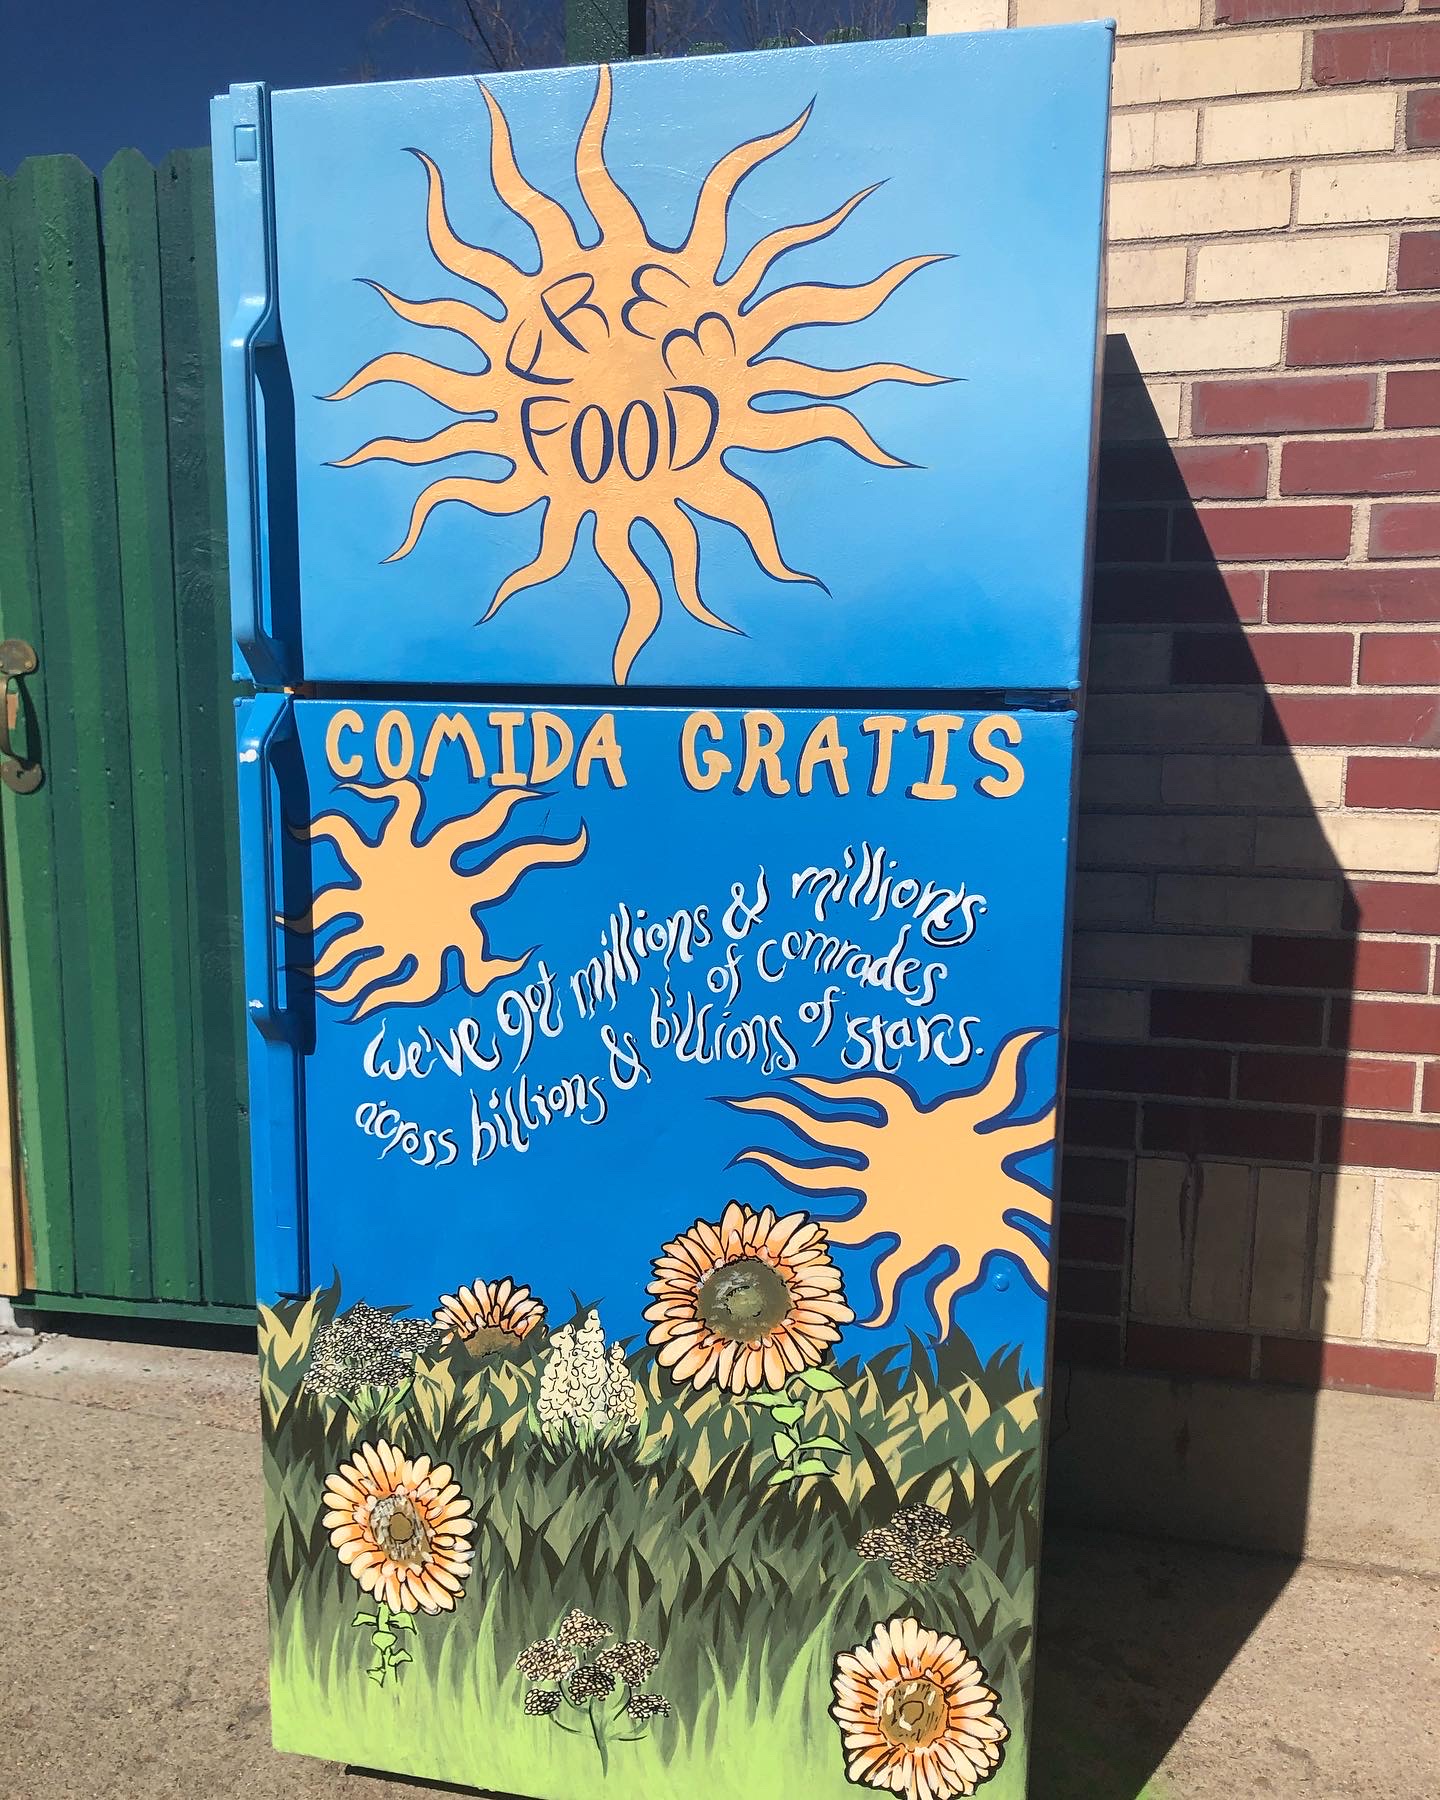 FREE
FOOD
COMIDA GRATIS
we've got millions & millions
of comrades
across billions & billions of stars.